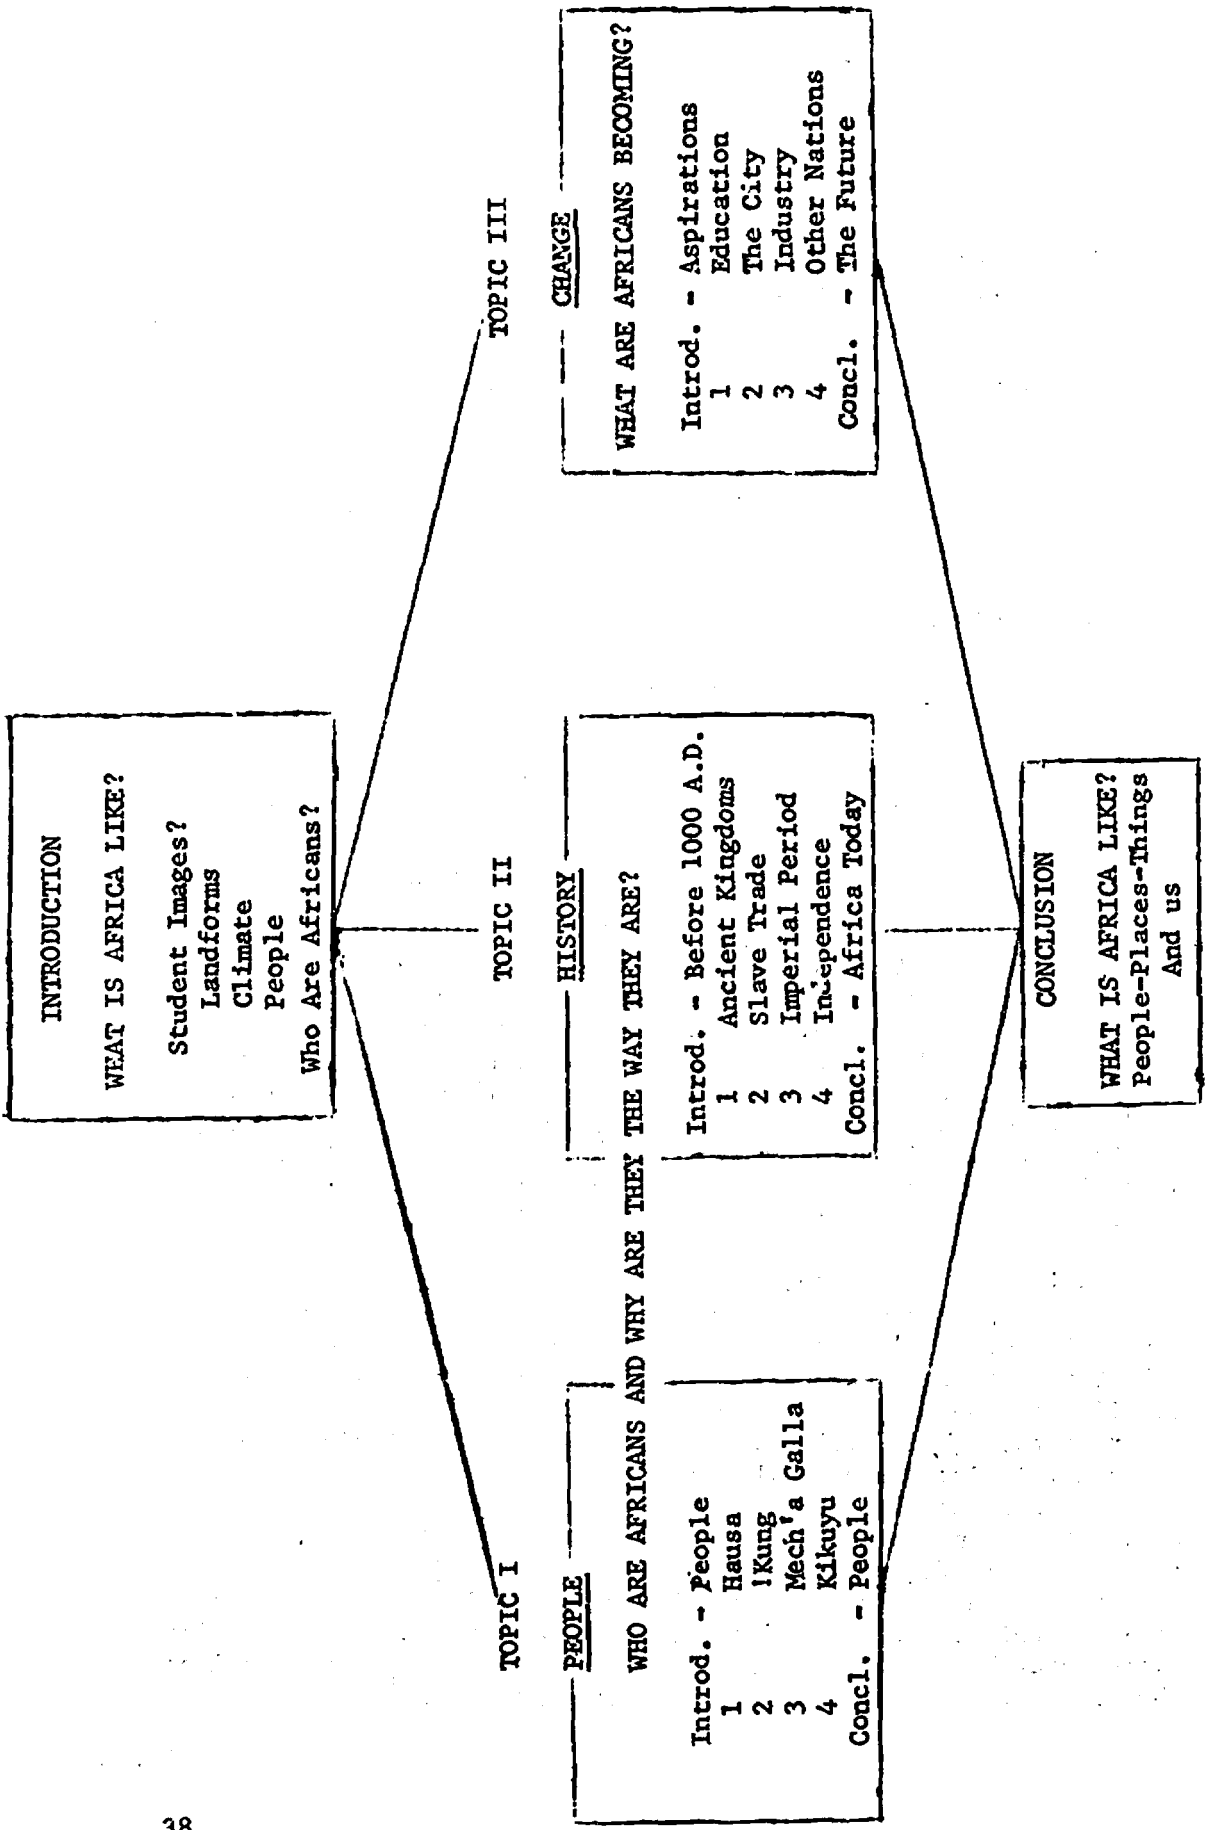 INTRODUCTION
WEAT IS AFRICA LIKE?
Student Images?
Landforms
Climate
People
Who Are Africans?
TOPIC I
PEOPLE
TOPIC II
HISTORY
TOPIC III
CHANGE
WHO ARE AFRICANS AND WHY ARE THEY THE WAY THEY ARE?
WHAT ARE AFRICANS BECOMING?
Introd. - People
1 Hausa
2 !Kung
3 Mech'a Galla
4 Kikuyu
Concl. - People
Introd. - Before 1000 A.D.
1 Ancient Kingdoms
2 Slave Trade
3 Imperial Period
4 Independence
Concl. - Africa Today
Introd. - Aspirations
1 Education
2 The City
3 Industry
4 Other Nations
Concl. - The Future
CONCLUSION
WHAT IS AFRICA LIKE?
People-Places-Things
And us
38